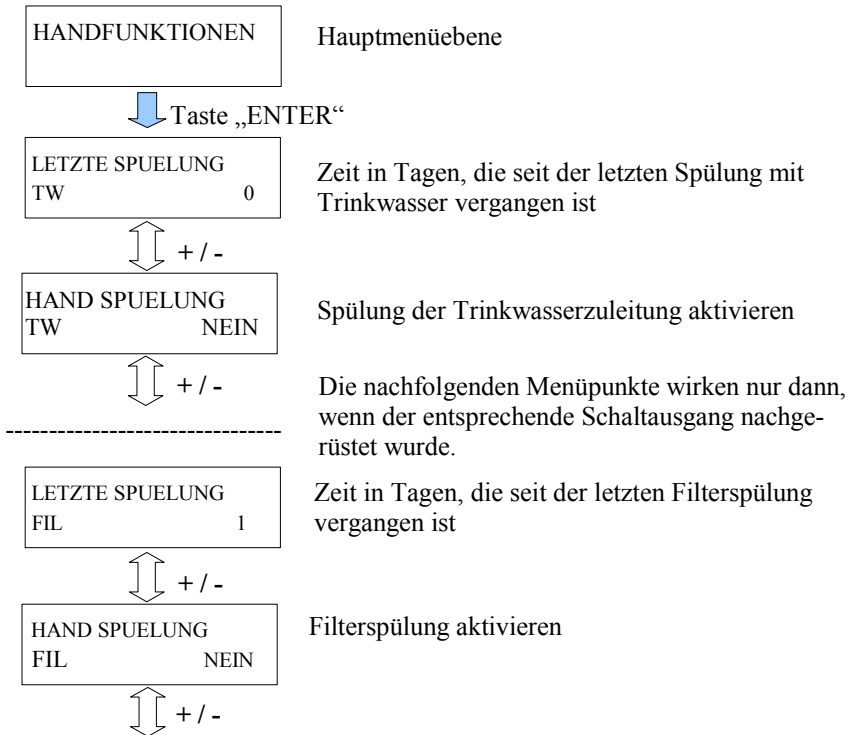 HANDFUNKTIONEN
Hauptmenüebene
Taste „ENTER“
LETZTE SPUELUNG
TW 0
Zeit in Tagen, die seit der letzten Spülung mit
Trinkwasser vergangen ist
+ / -
HAND SPUELUNG
TW NEIN
Spülung der Trinkwasserzuleitung aktivieren
+ / -
Die nachfolgenden Menüpunkte wirken nur dann,
wenn der entsprechende Schaltausgang nachge-
rüstet wurde.
LETZTE SPUELUNG
FIL 1
Zeit in Tagen, die seit der letzten Filterspülung
vergangen ist
+ / -
HAND SPUELUNG
FIL NEIN
Filterspülung aktivieren
+ / -